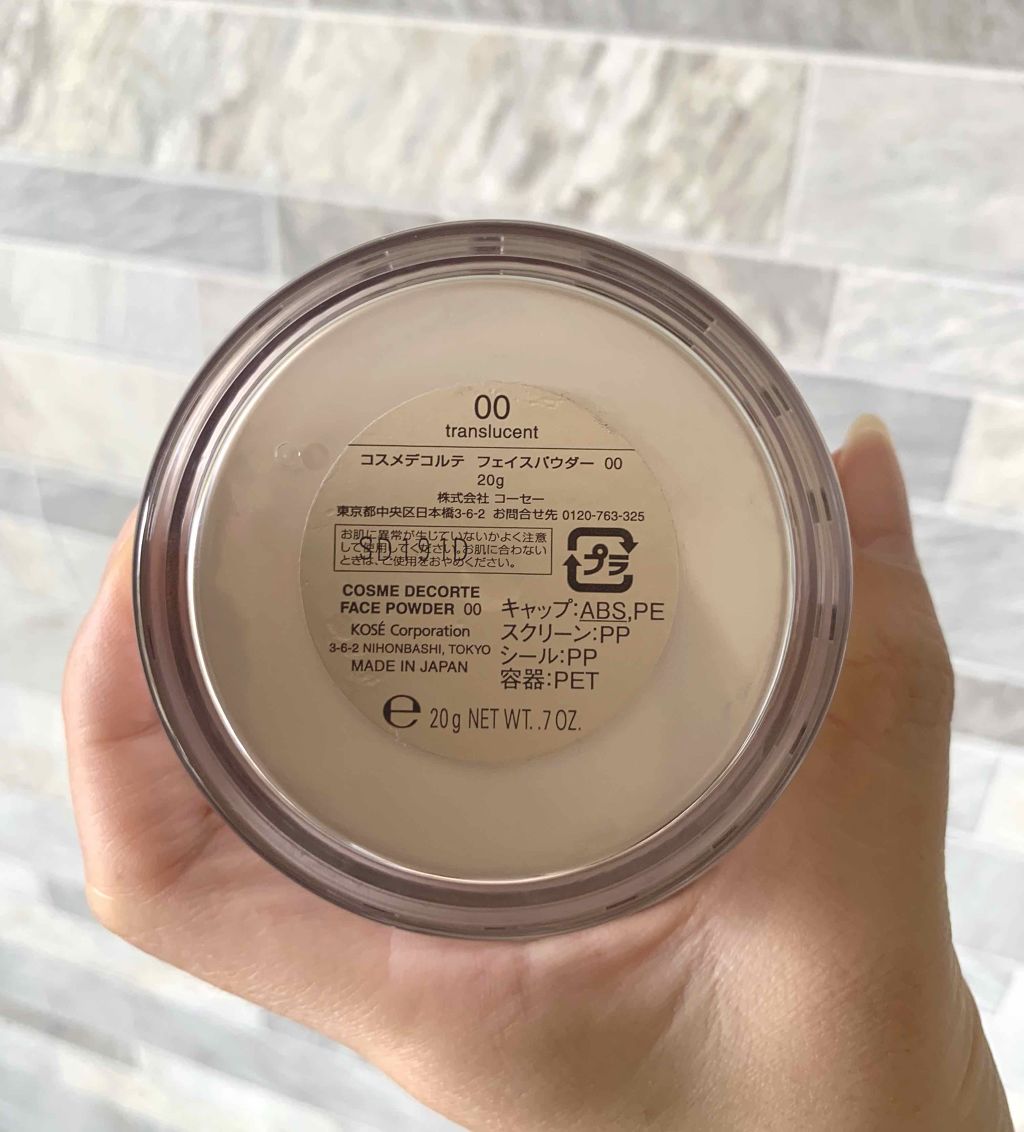 00
translucent
コスメデコルテ フェイスパウダー 00
20g
株式会社 コーセー
東京都中央区日本橋3-6-2 お問合せ先 0120-763-325
お肌に異常が生じていないかよく注意
して使用してください。お肌に合わない
ときは、ご使用をおやめください。
プラ
COSME DECORTE
FACE POWDER 00
KOSÉ Corporation
3-6-2 NIHONBASHI, TOKYO
MADE IN JAPAN
キャップ:ABS,PE
スクリーン:PP
シール:PP
容器:PET
e 20g NET WT. .7 OZ.